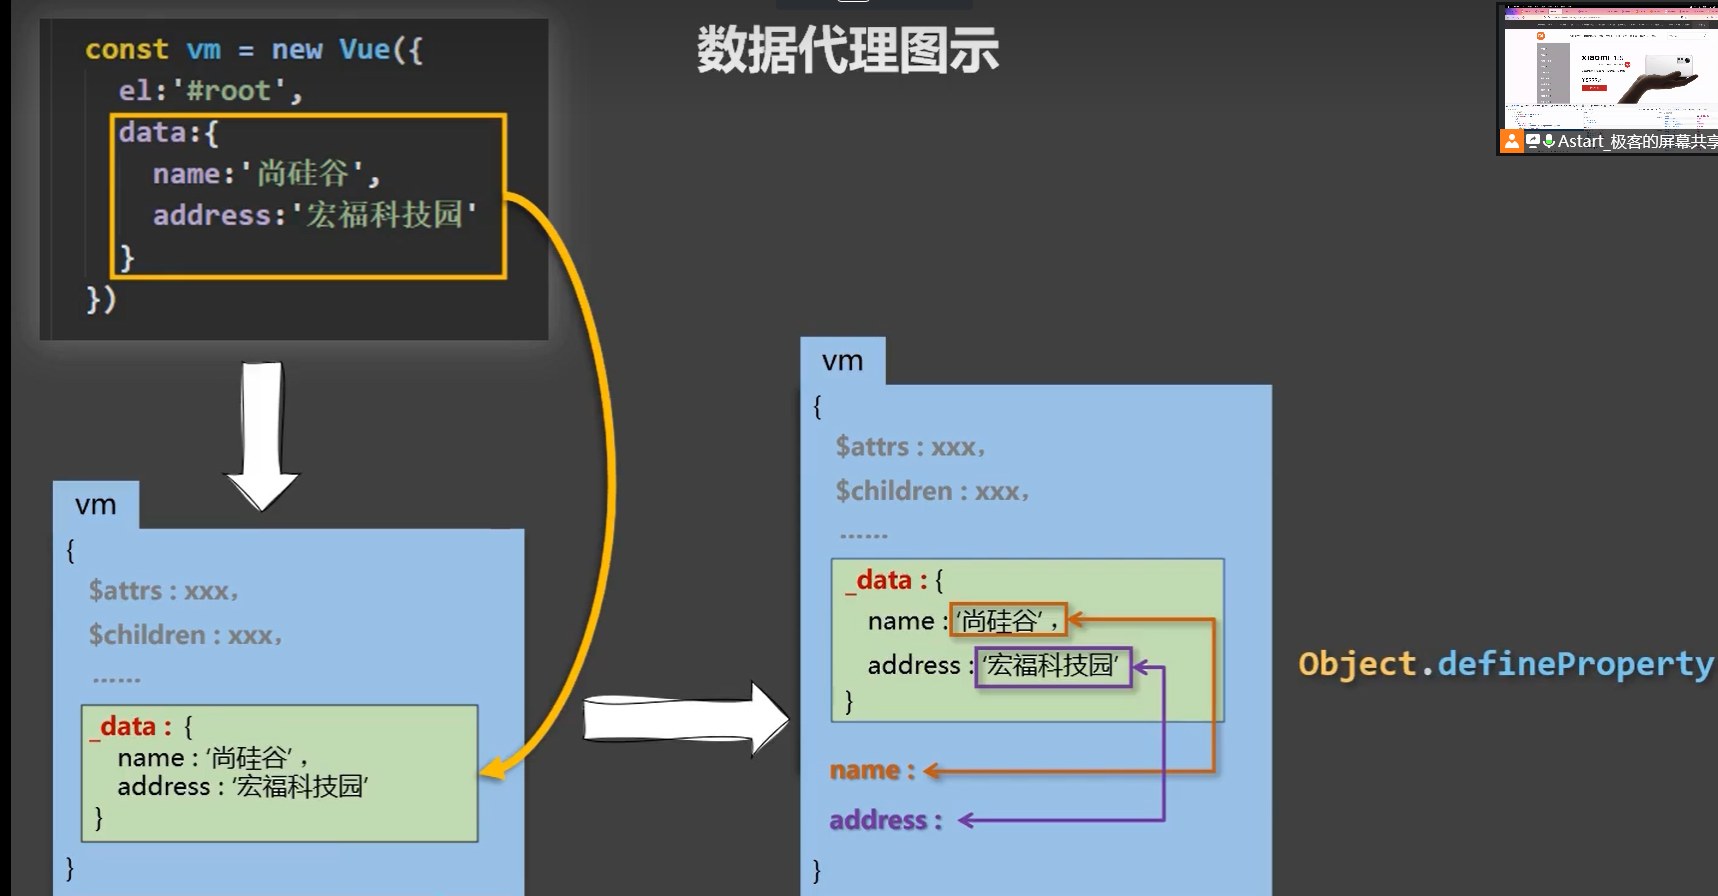 数据代理图示
const vm = new Vue({
el:'#root',
data:{
name:'尚硅谷',
address:'宏福科技园'
}
})
vm
{
$attrs : xxx，
$children : xxx，
……
_data : {
name : ‘尚硅谷’，
address : ‘宏福科技园’
}
}
vm
{
$attrs : xxx，
$children : xxx，
……
_data : {
name : ‘尚硅谷’，
address : ‘宏福科技园’
}
name :
address :
}
Object.defineProperty
Astart_极客的屏幕共享